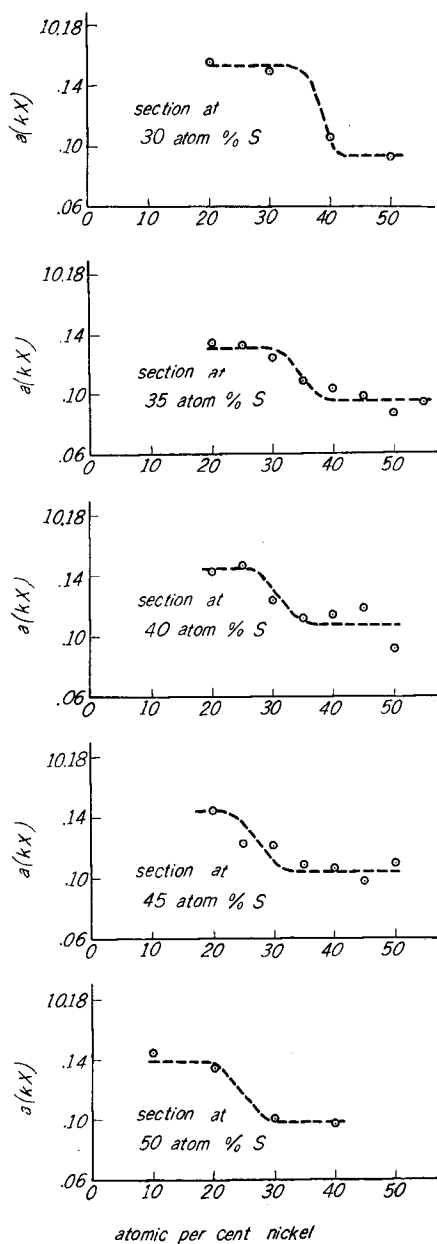 10.18
.14
.10
.06
a(kX)
section at
30 atom % S
0 10 20 30 40 50
10.18
.14
.10
.06
a(kX)
section at
35 atom % S
0 10 20 30 40 50
10.18
.14
.10
.06
a(kX)
section at
40 atom % S
0 10 20 30 40 50
10.18
.14
.10
.06
a(kX)
section at
45 atom % S
0 10 20 30 40 50
10.18
.14
.10
.06
a(kX)
section at
50 atom % S
0 10 20 30 40 50
atomic per cent nickel